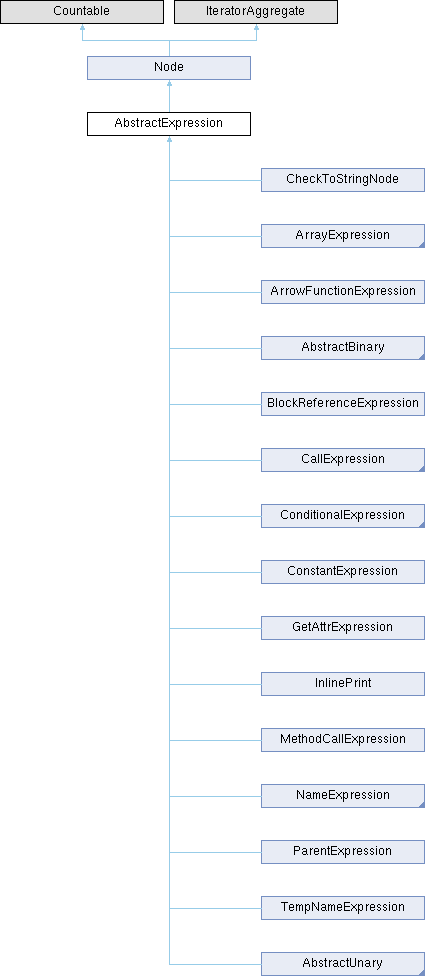 Countable
IteratorAggregate
Node
AbstractExpression
CheckToStringNode
ArrayExpression
ArrowFunctionExpression
AbstractBinary
BlockReferenceExpression
CallExpression
ConditionalExpression
ConstantExpression
GetAttrExpression
InlinePrint
MethodCallExpression
NameExpression
ParentExpression
TempNameExpression
AbstractUnary